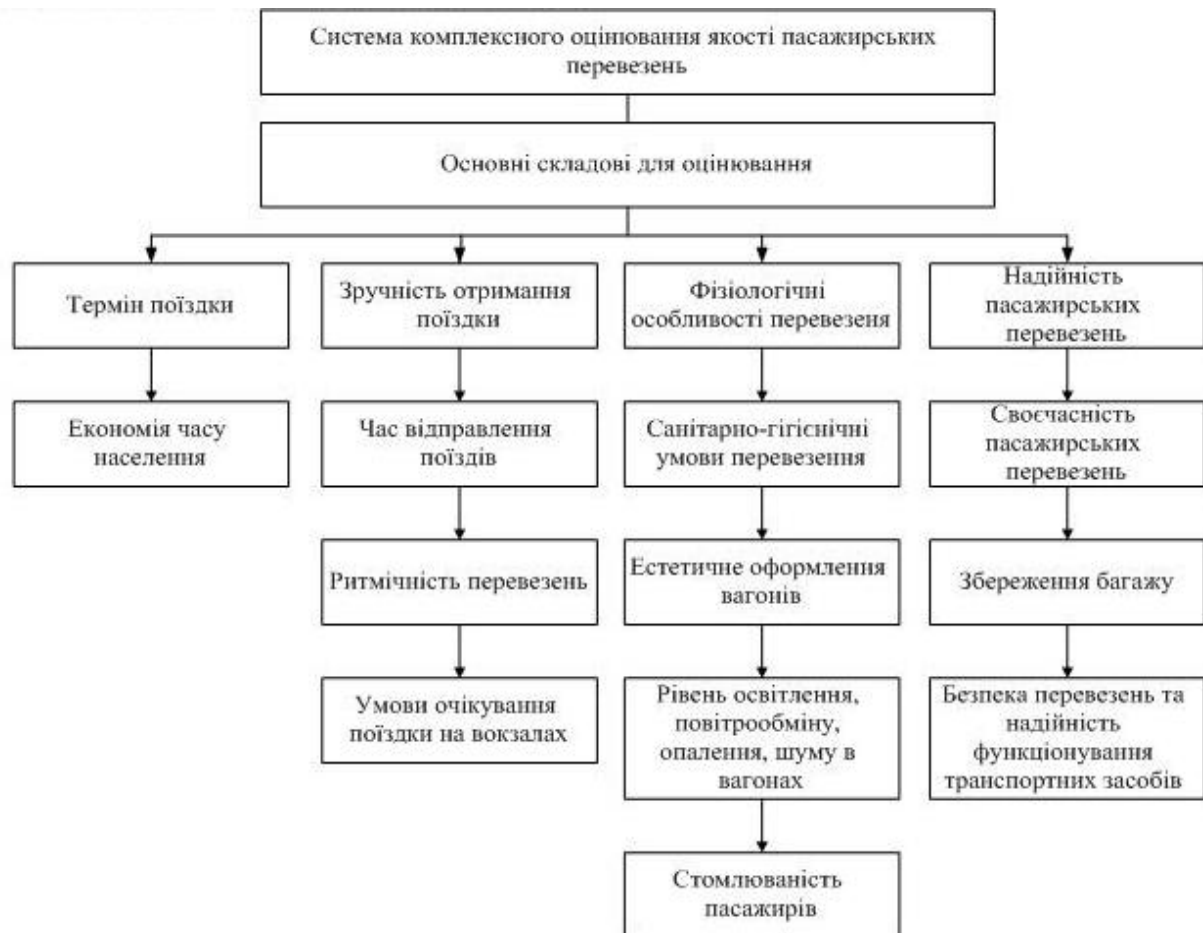 Система комплексного оцінювання якості пасажирських
перевезень
Основні складові для оцінювання
Термін поїздки
Зручність отримання
поїздки
Фізіологічні
особливості перевезеня
Надійність
пасажирських
перевезень
Економія часу
населення
Час відправлення
поїздів
Санітарно-гігієнічні
умови перевезення
Своєчасність
пасажирських
перевезень
Ритмічність перевезень
Естетичне оформлення
вагонів
Збереження багажу
Умови очікування
поїздки на вокзалах
Рівень освітлення,
повітрообміну,
опалення, шуму в
вагонах
Безпека перевезень та
надійність
функціонування
транспортних засобів
Стомлюваність
пасажирів